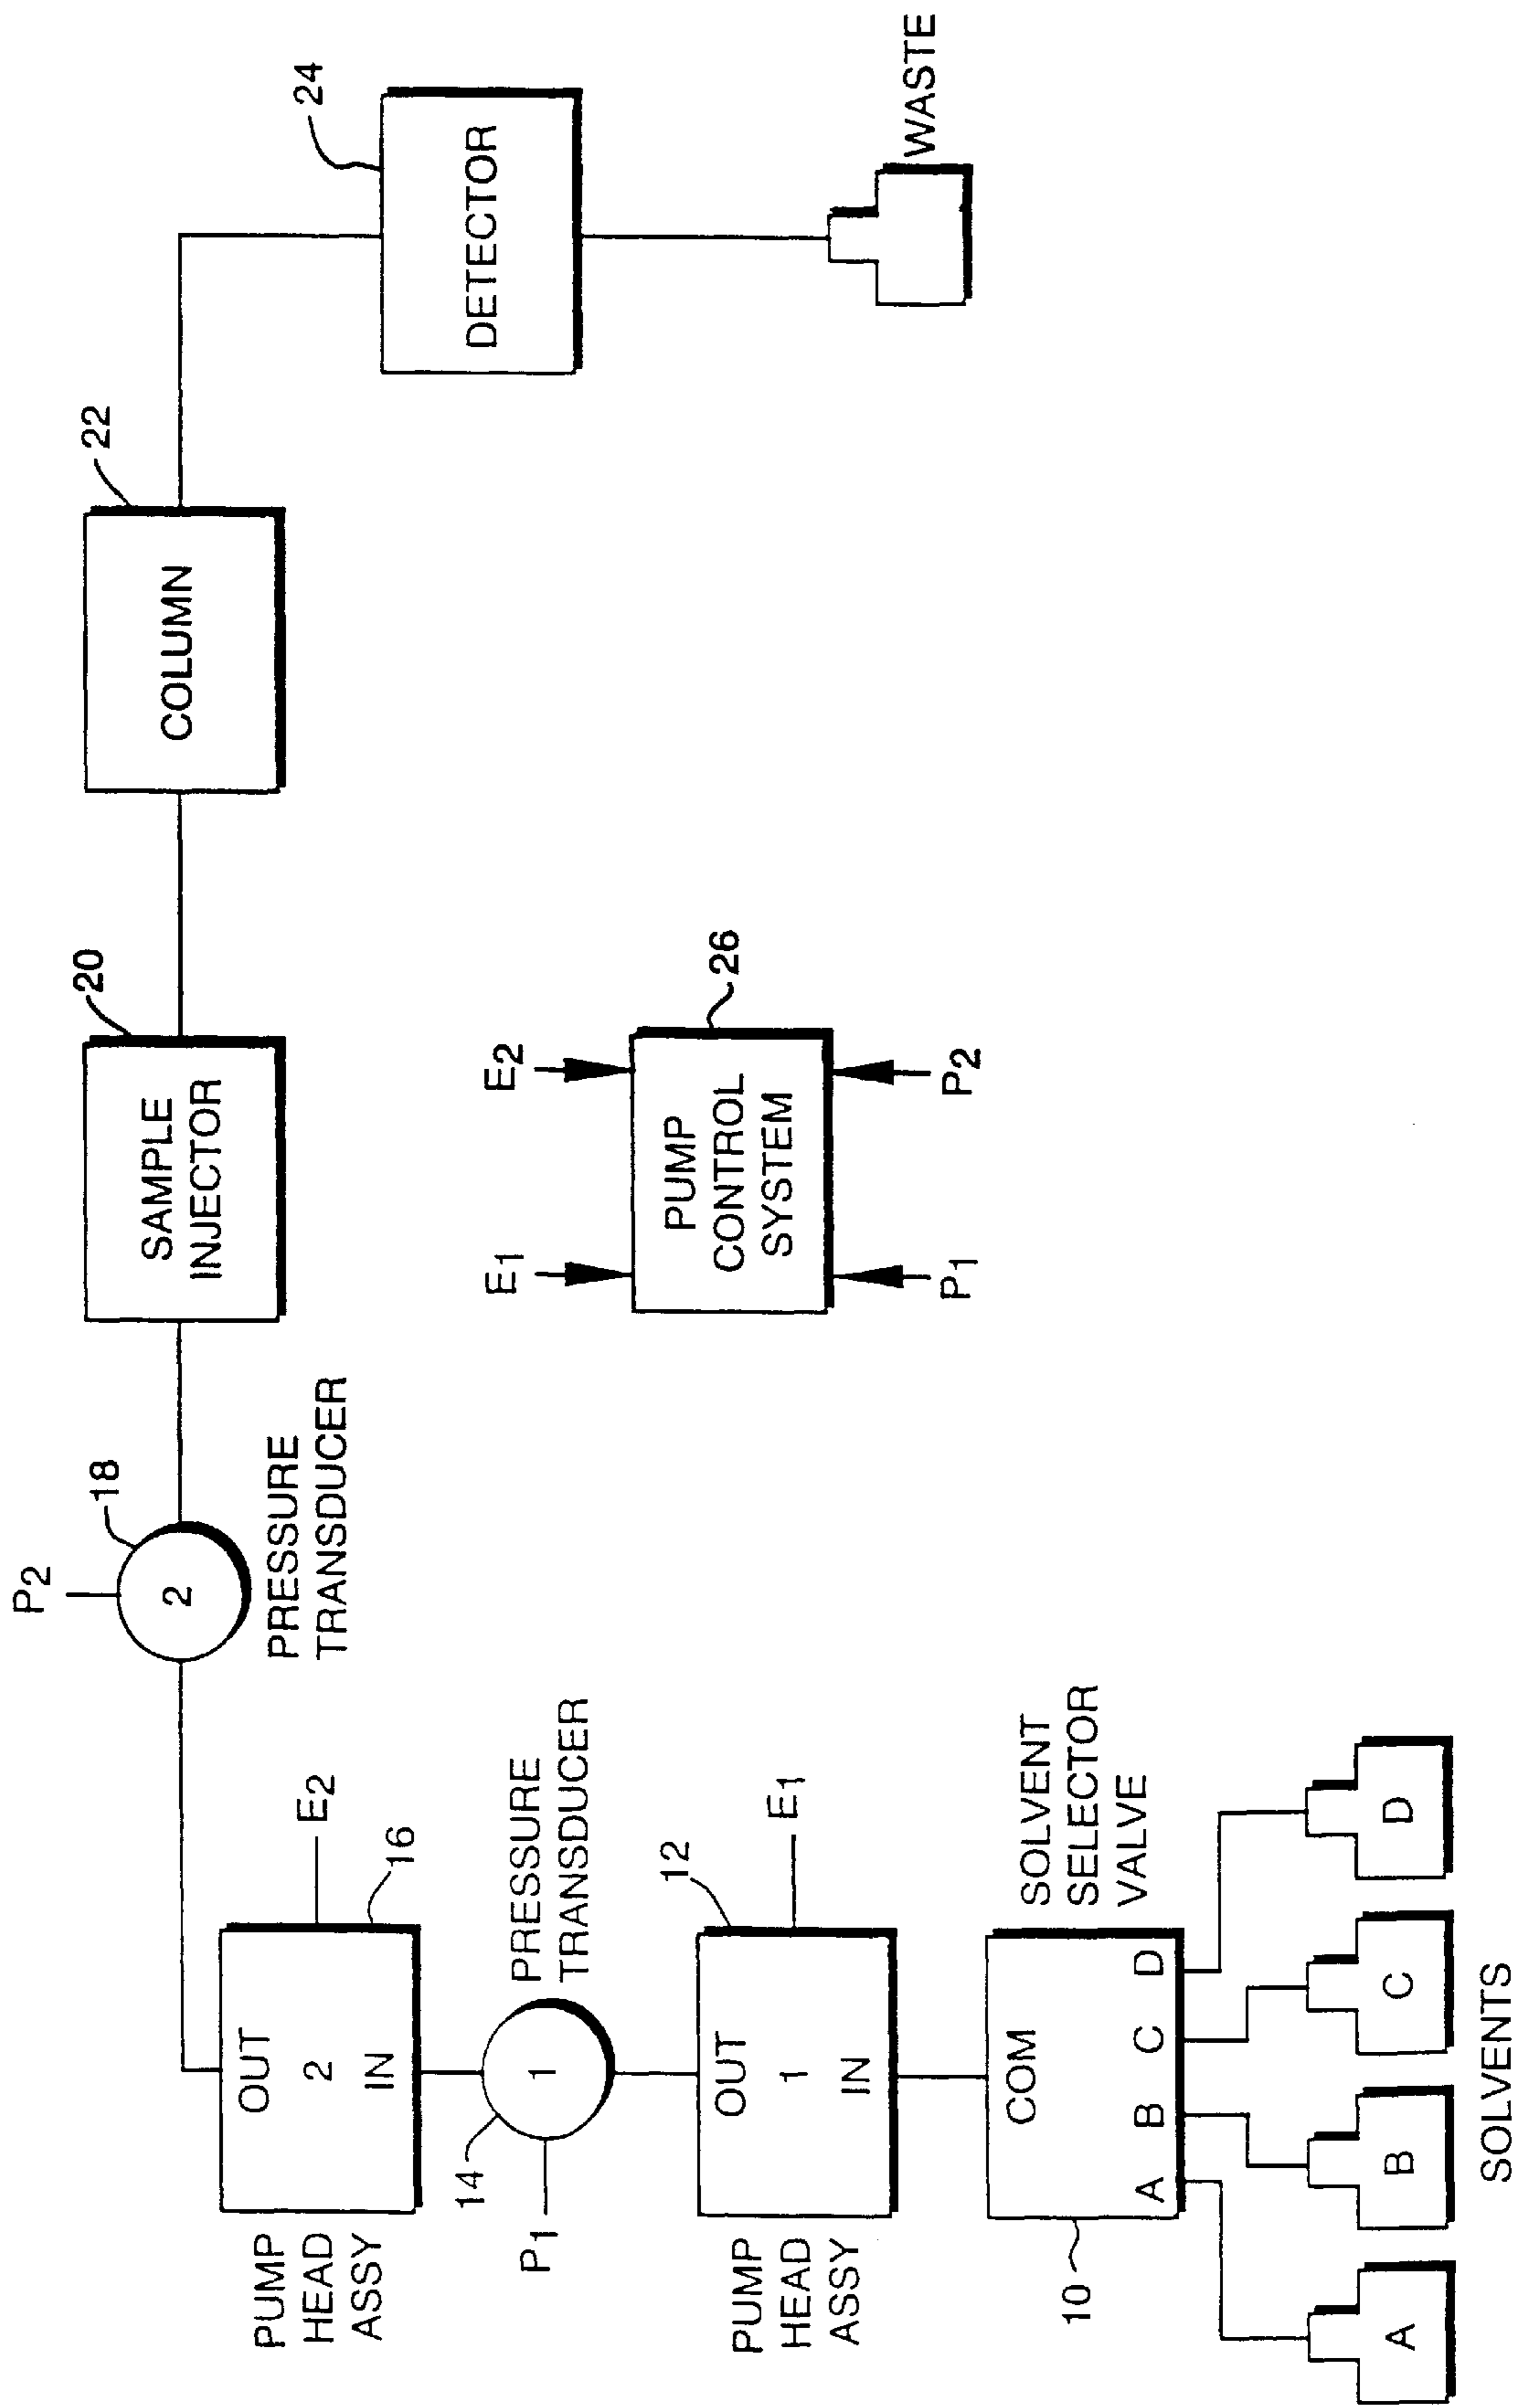 P2
18
2
PRESSURE
TRANSDUCER
20
SAMPLE
INJECTOR
22
COLUMN
24
DETECTOR
WASTE
PUMP
HEAD
ASSY
OUT
2
IN
E2
16
14
1
P1
PRESSURE
TRANSDUCER
E1
E2
PUMP
CONTROL
SYSTEM
26
P1
P2
PUMP
HEAD
ASSY
OUT
1
IN
12
E1
10
COM
A B C D
SOLVENT
SELECTOR
VALVE
A
B
C
D
SOLVENTS